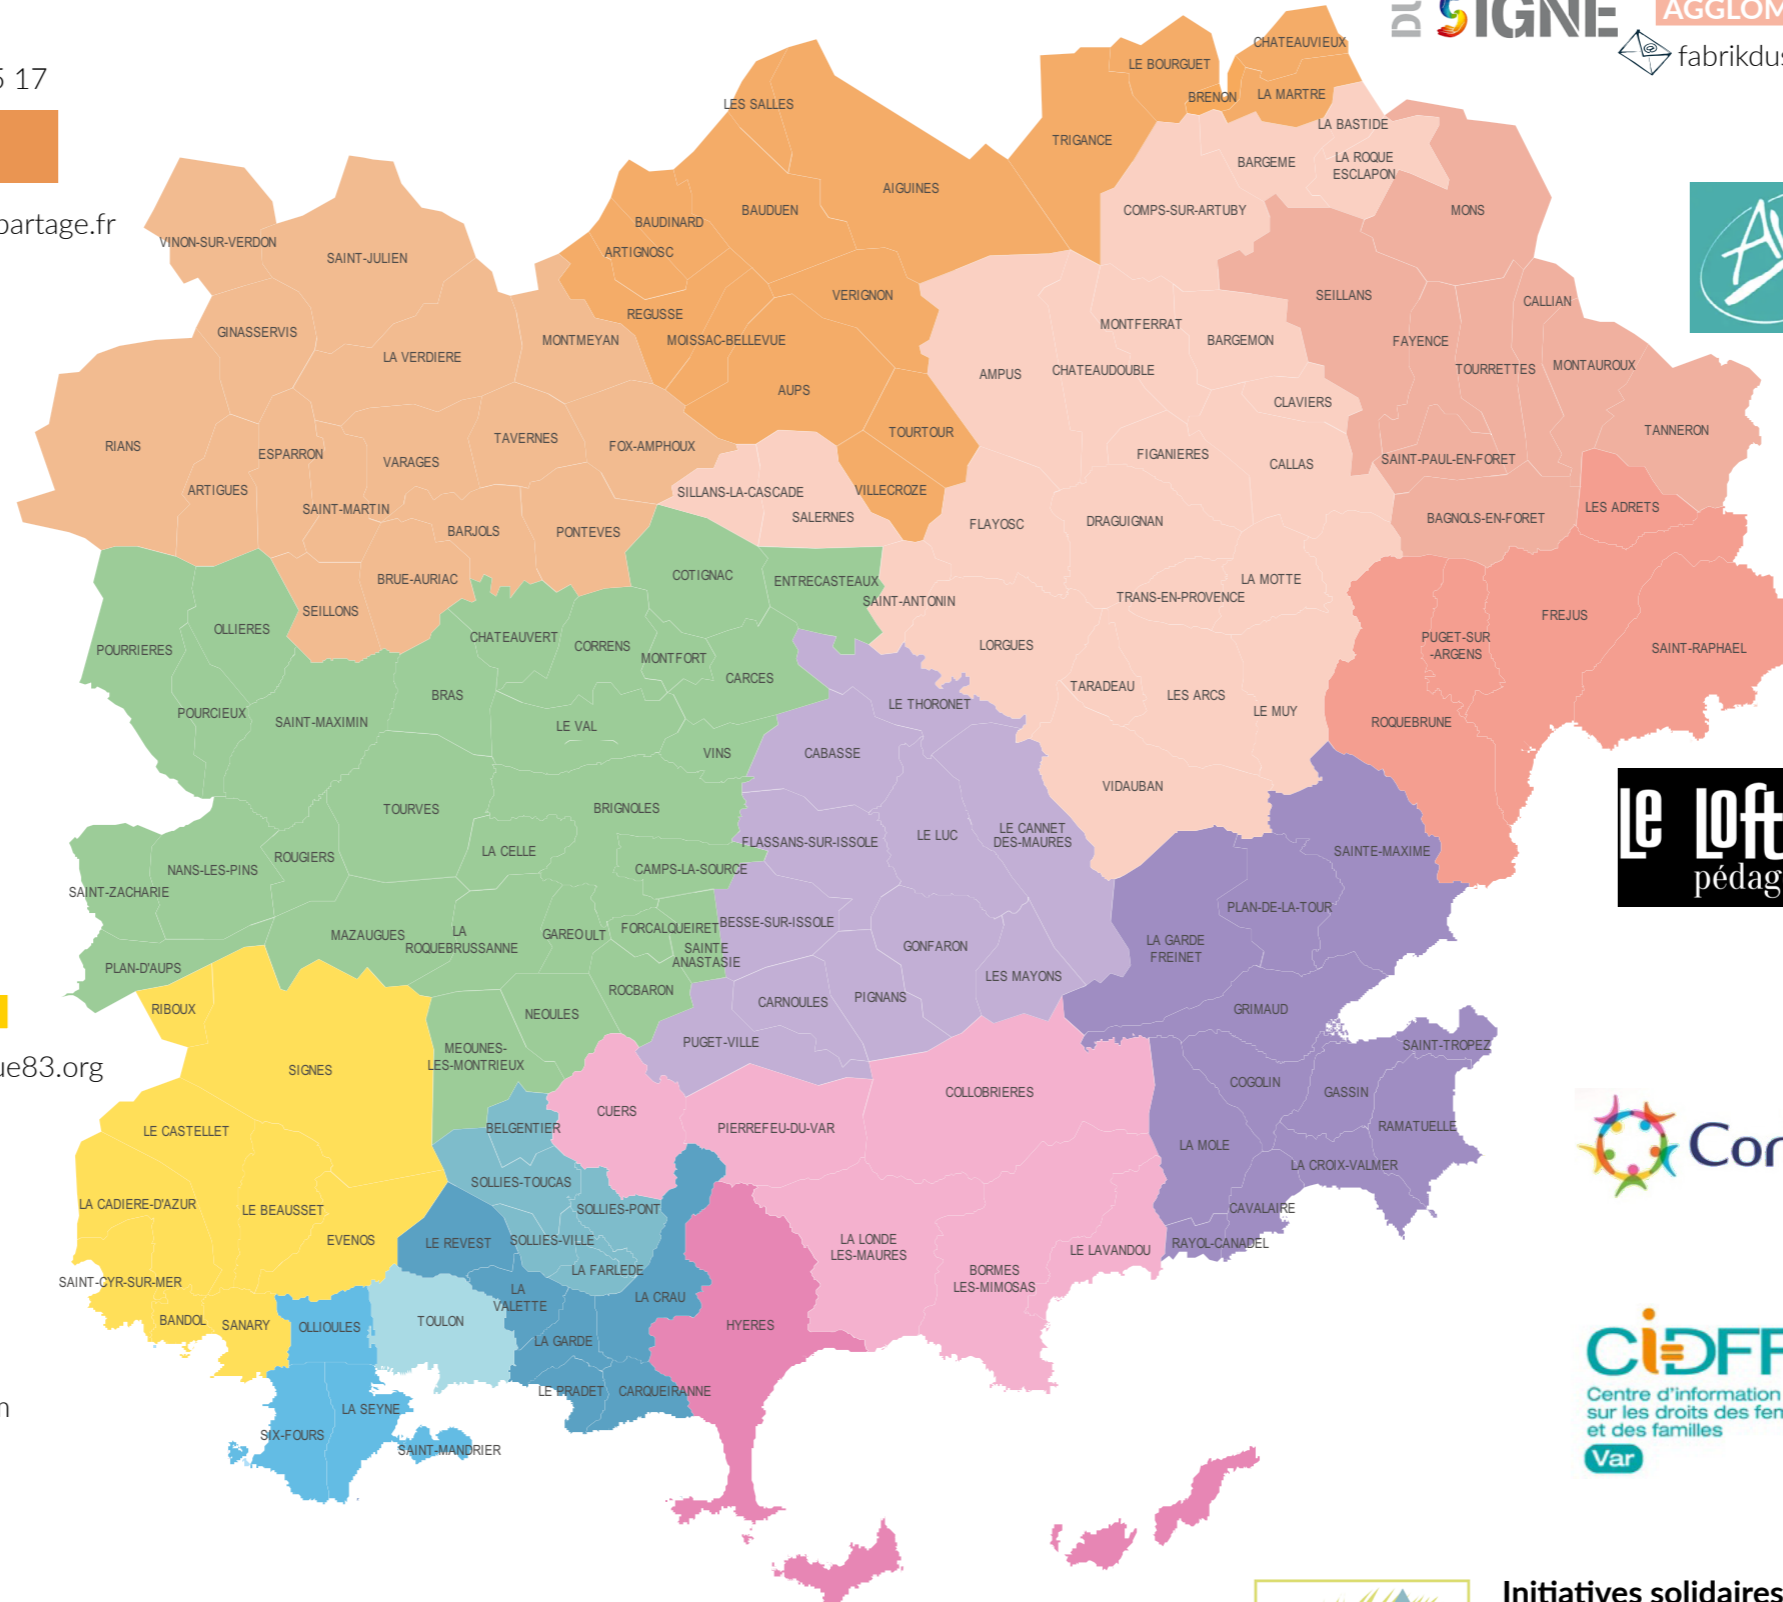 DU SIGNE
AGGLOM
fabrikdus
5 17
partage.fr
CHATEAUVIEUX
LE BOURGUET
BRENON
LA MARTRE
LES SALLES
TRIGANCE
LA BASTIDE
BARGEME
LA ROQUE
ESCLAPON
AIGUINES
BAUDUEN
BAUDINARD
COMPS-SUR-ARTUBY
MONS
VINON-SUR-VERDON
SAINT-JULIEN
ARTIGNOSC
VERIGNON
SEILLANS
CALLIAN
REGUSSE
MONTFERRAT
GINASSERVIS
MONTMEYAN
MOISSAC-BELLEVUE
BARGEMON
FAYENCE
LA VERDIERE
AMPUS
CHATEAUDOUBLE
TOURRETTES
MONTAUROUX
AUPS
CLAVIERS
TOURTOUR
TANNERON
RIANS
ESPARRON
TAVERNES
FOX-AMPHOUX
VARAGES
FIGANIERES
CALLAS
SAINT-PAUL-EN-FORET
ARTIGUES
SILLANS-LA-CASCADE
VILLECROZE
SAINT-MARTIN
SALERNES
LES ADRETS
BARJOLS
PONTEVES
FLAYOSC
DRAGUIGNAN
BAGNOLS-EN-FORET
BRUE-AURIAC
COTIGNAC
ENTRECASTEAUX
LA MOTTE
SEILLONS
SAINT-ANTONIN
TRANS-EN-PROVENCE
FREJUS
OLLIERES
CHATEAUVERT
CORRENS
PUGET-SUR
-ARGENS
POURRIERES
MONTFORT
LORGUES
SAINT-RAPHAEL
BRAS
CARCES
TARADEAU
LES ARCS
POURCIEUX
SAINT-MAXIMIN
LE VAL
LE THORONET
LE MUY
ROQUEBRUNE
VINS
CABASSE
VIDAUBAN
TOURVES
BRIGNOLES
LE LOFT
pédag
LA CELLE
FLASSANS-SUR-ISSOLE
LE LUC
LE CANNET
DES-MAURES
SAINTE-MAXIME
ROUGIERS
NANS-LES-PINS
CAMPS-LA-SOURCE
SAINT-ZACHARIE
PLAN-DE-LA-TOUR
MAZAUGUES
LA
ROQUEBRUSSANNE
GAREOULT
FORCALQUEIRET
BESSE-SUR-ISSOLE
SAINTE
ANASTASIE
GONFARON
LA GARDE
FREINET
PLAN-D'AUPS
LES MAYONS
RIBOUX
ROCBARON
CARNOULES
PIGNANS
GRIMAUD
NEOULES
PUGET-VILLE
SAINT-TROPEZ
MEOUNES-
LES-MONTRIEUX
ue83.org
SIGNES
COGOLIN
GASSIN
COLLOBRIERES
CUERS
LE CASTELLET
BELGENTIER
PIERREFEU-DU-VAR
RAMATUELLE
LA MOLE
Cor
LA CROIX-VALMER
SOLLIES-TOUCAS
LA CADIERE-D'AZUR
LE BEAUSSET
SOLLIES-PONT
CAVALAIRE
EVENOS
LE REVEST
SOLLIES-VILLE
LA LONDE
LES-MAURES
LE LAVANDOU
RAYOL-CANADEL
LA FARLEDE
BORMES
LES-MIMOSAS
SAINT-CYR-SUR-MER
LA
VALETTE
LA CRAU
BANDOL
SANARY
OLLIOULES
TOULON
LA GARDE
HYERES
LE PRADET
CARQUEIRANNE
LA SEYNE
SIX-FOURS
SAINT-MANDRIER
CIDFF
Centre d'information
sur les droits des fem
et des familles
Var
Initiatives solidaires